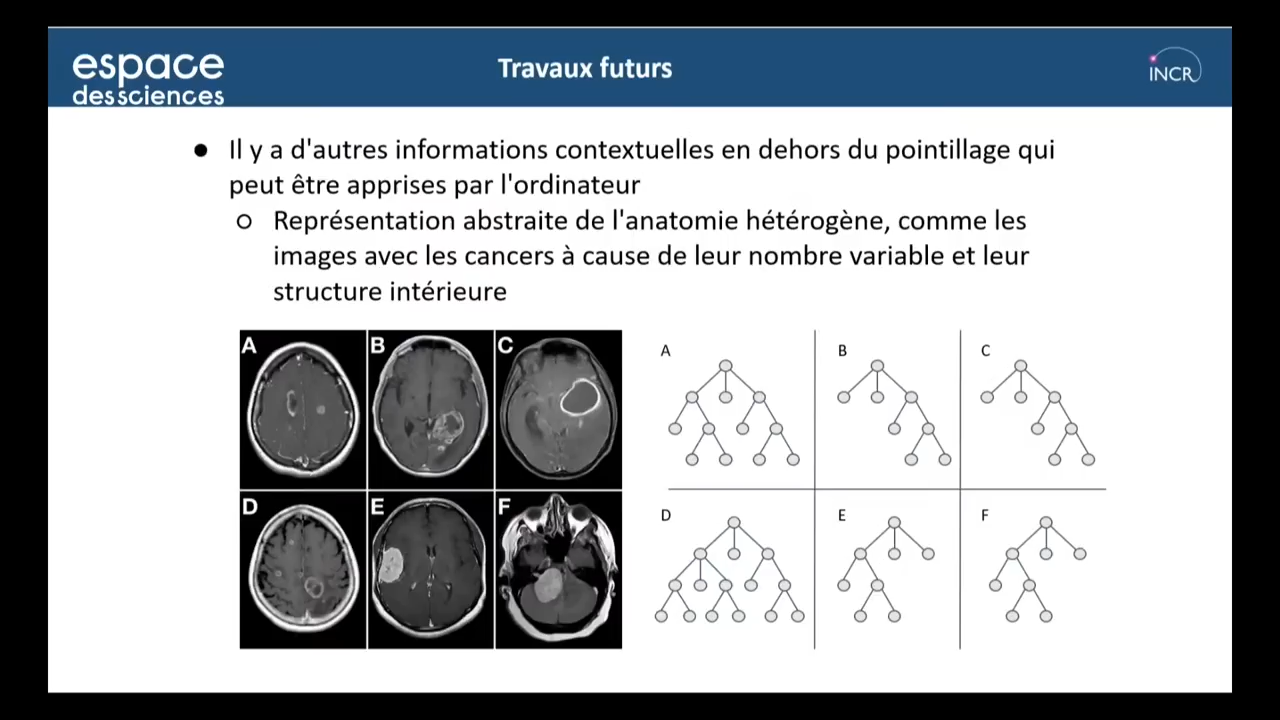 espace
des sciences
Travaux futurs
INCR
● Il y a d'autres informations contextuelles en dehors du pointillage qui
peut être apprises par l'ordinateur
○ Représentation abstraite de l'anatomie hétérogène, comme les
images avec les cancers à cause de leur nombre variable et leur
structure intérieure
A B C
D E F
A B C
D E F